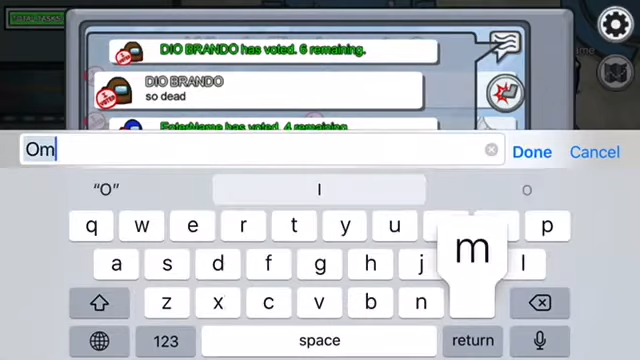 TOTAL TASKS
DIO BRANDO has voted. 6 remaining.
DIO BRANDO
so dead
EnterName has voted. 4 remaining
Om
Done
Cancel
“O”
I
o
q w e r t y u p
a s d f g h j l
m
z x c v b n
123
space
return